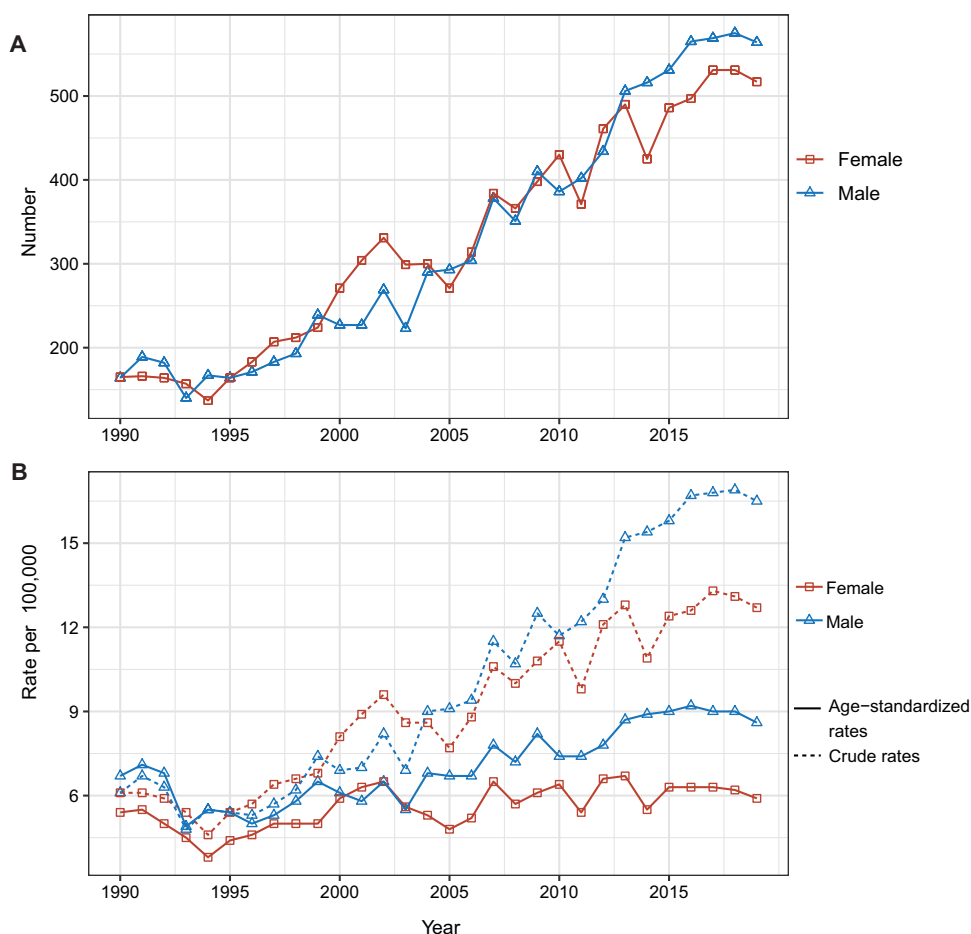 A
Number
500
400
300
200
1990
1995
2000
2005
2010
2015
Female
Male
B
Rate per 100,000
15
12
9
6
1990
1995
2000
2005
2010
2015
Year
Female
Male
Age−standardized
rates
Crude rates